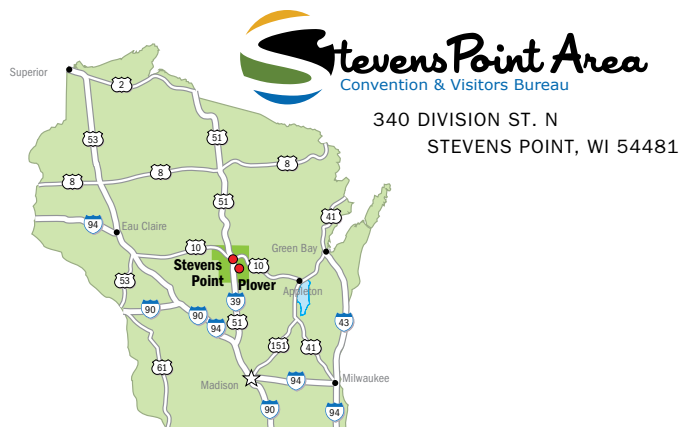 Stevens Point Area
Convention & Visitors Bureau
340 DIVISION ST. N
STEVENS POINT, WI 54481
Superior
2
53
51
8
8
8
51
41
94
Eau Claire
10
Green Bay
Stevens
Point
10
Plover
53
Appleton
39
90
90
94
51
43
151
41
61
Madison
94
Milwaukee
90
94